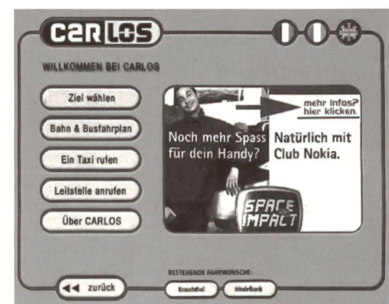 CARLOS
WILLKOMMEN BEI CARLOS
Ziel wählen
Bahn & Busfahrplan
Ein Taxi rufen
Leitstelle anrufen
Über CARLOS
mehr infos?
hier klicken.
Noch mehr Spass
für dein Handy?
Natürlich mit
Club Nokia.
SPACE
IMPACT
BESTEHENDE FAHRWÜNSCHE:
zurück